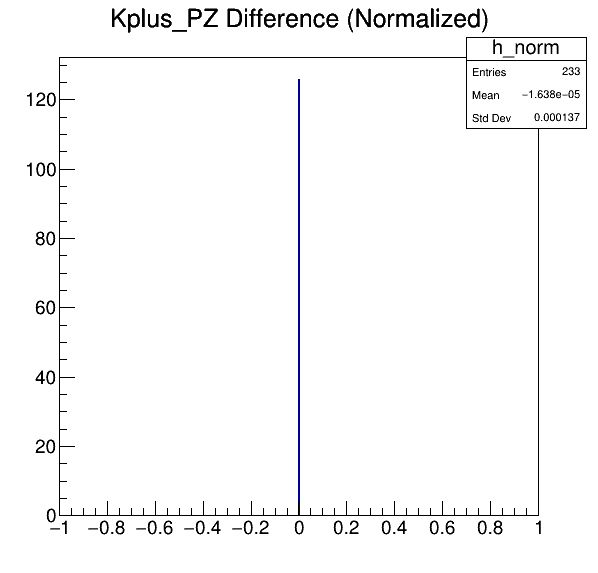 Kplus_PZ Difference (Normalized)
h_norm
Entries 233
Mean −1.638e−05
Std Dev 0.000137
120
100
80
60
40
20
0
−1 −0.8 −0.6 −0.4 −0.2 0 0.2 0.4 0.6 0.8 1